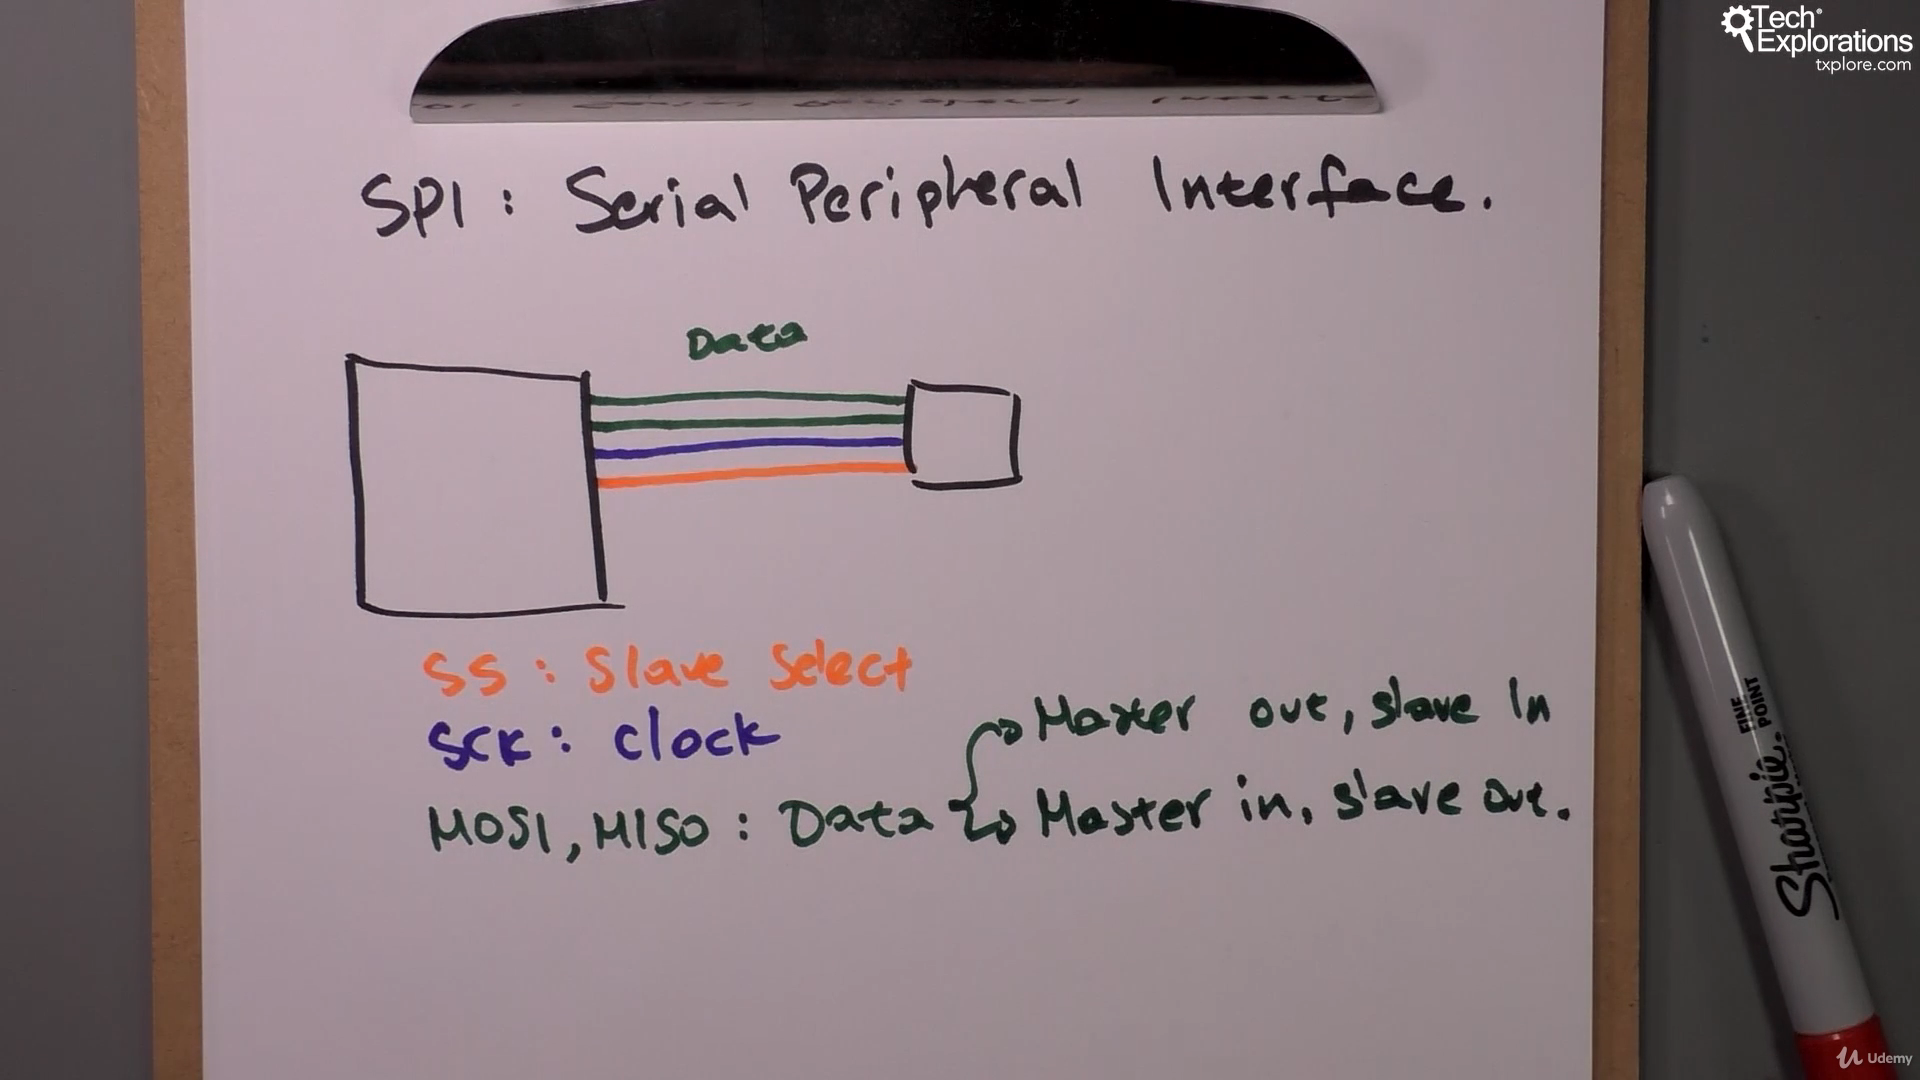 Tech
Explorations
txplore.com
SPI : Serial Peripheral Interface.
Data
SS : Slave Select
SCK : Clock
Master out, slave In
MOSI, MISO : Data
Master in, slave out.
Sharpie.
FINE
POINT
Udemy